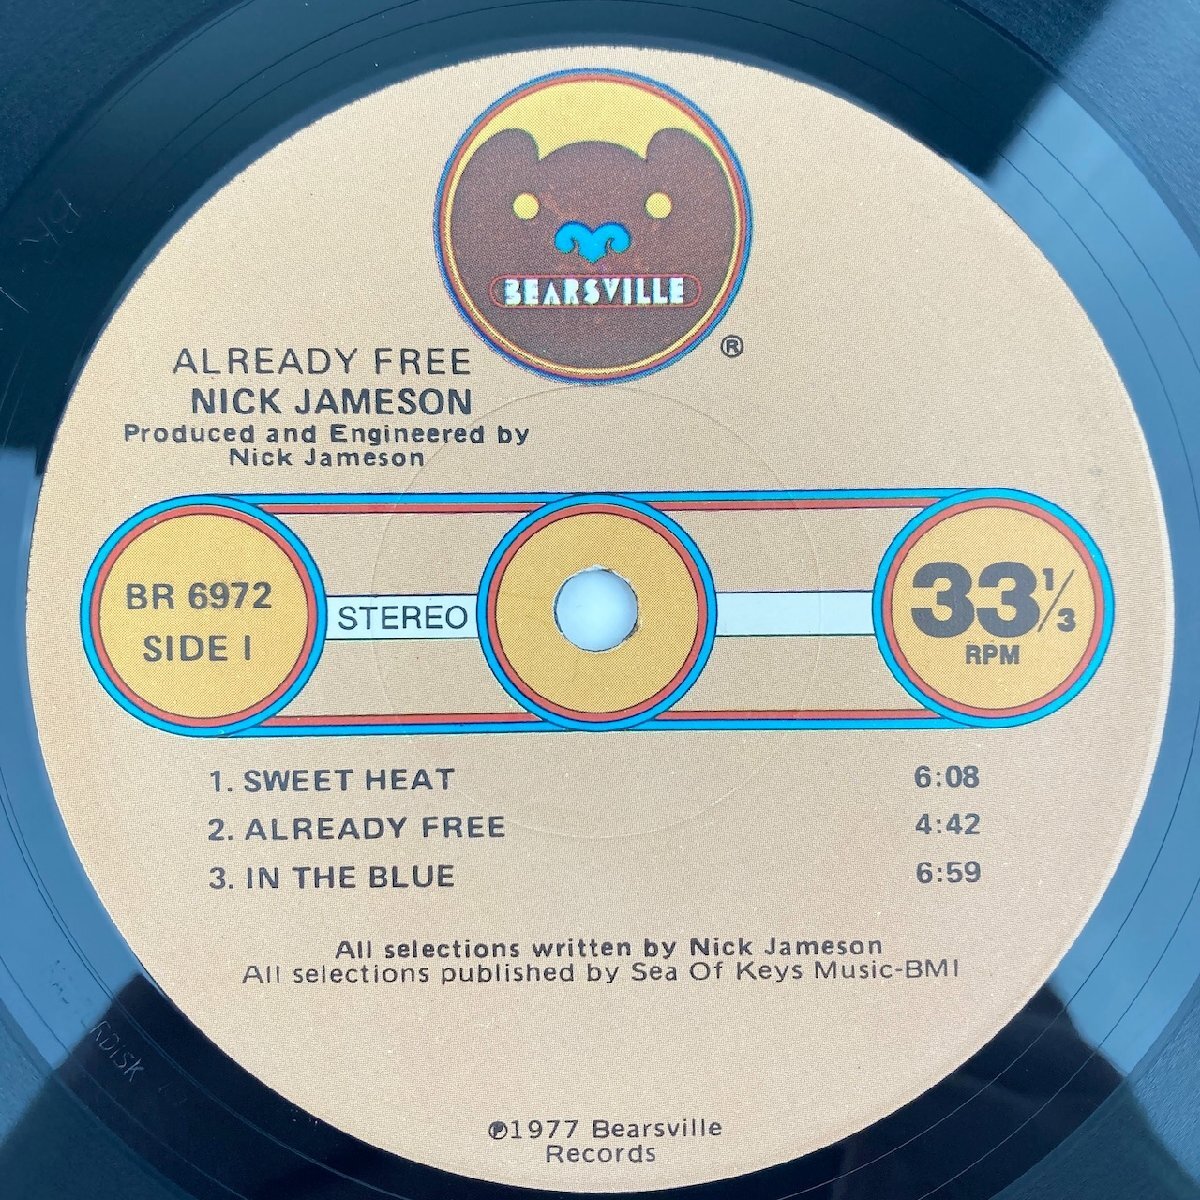 BEARSVILLE
®
ALREADY FREE
NICK JAMESON
Produced and Engineered by
Nick Jameson
BR 6972
SIDE I
STEREO
33 1/3
RPM
1. SWEET HEAT 6:08
2. ALREADY FREE 4:42
3. IN THE BLUE 6:59
All selections written by Nick Jameson
All selections published by Sea Of Keys Music-BMI
℗1977 Bearsville
Records